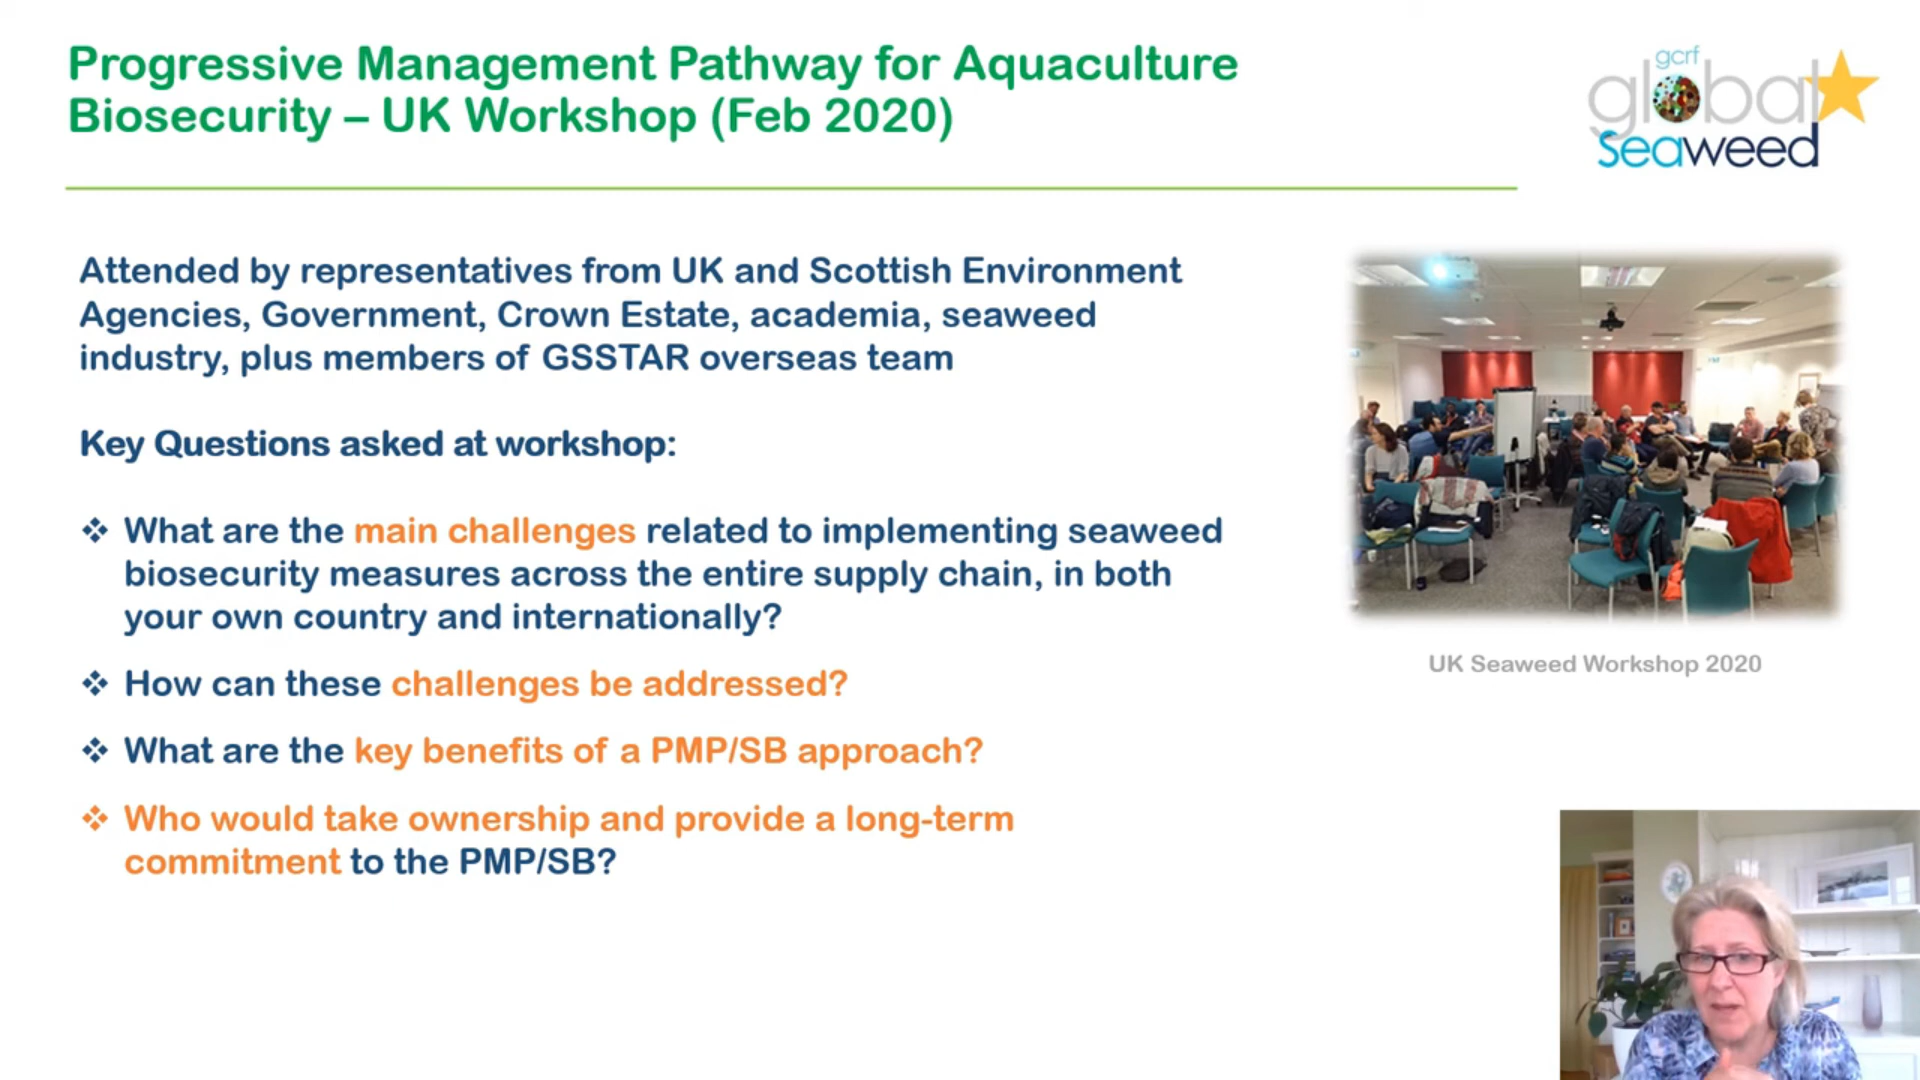 Progressive Management Pathway for Aquaculture
Biosecurity – UK Workshop (Feb 2020)
gcrf
global
Seaweed
Attended by representatives from UK and Scottish Environment
Agencies, Government, Crown Estate, academia, seaweed
industry, plus members of GSSTAR overseas team
Key Questions asked at workshop:
❖ What are the main challenges related to implementing seaweed
biosecurity measures across the entire supply chain, in both
your own country and internationally?
❖ How can these challenges be addressed?
❖ What are the key benefits of a PMP/SB approach?
❖ Who would take ownership and provide a long-term
commitment to the PMP/SB?
UK Seaweed Workshop 2020